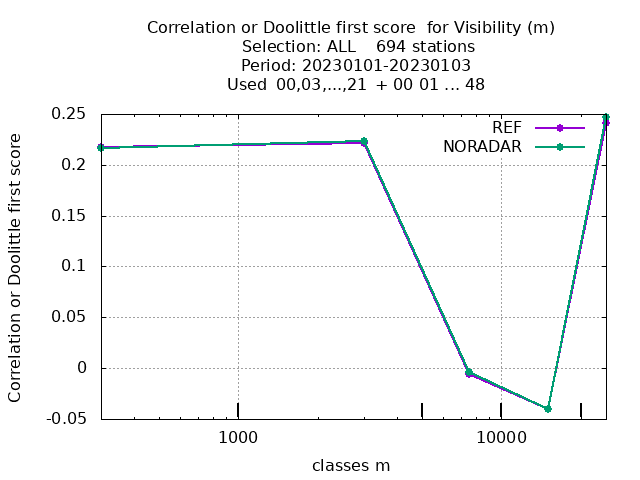 Correlation or Doolittle first score  for Visibility (m)
Selection: ALL    694 stations
Period: 20230101-20230103
Used  00,03,...,21  + 00 01 ... 48
Correlation or Doolittle first score
0.25
0.2
0.15
0.1
0.05
0
-0.05
REF
NORADAR
1000
10000
classes m